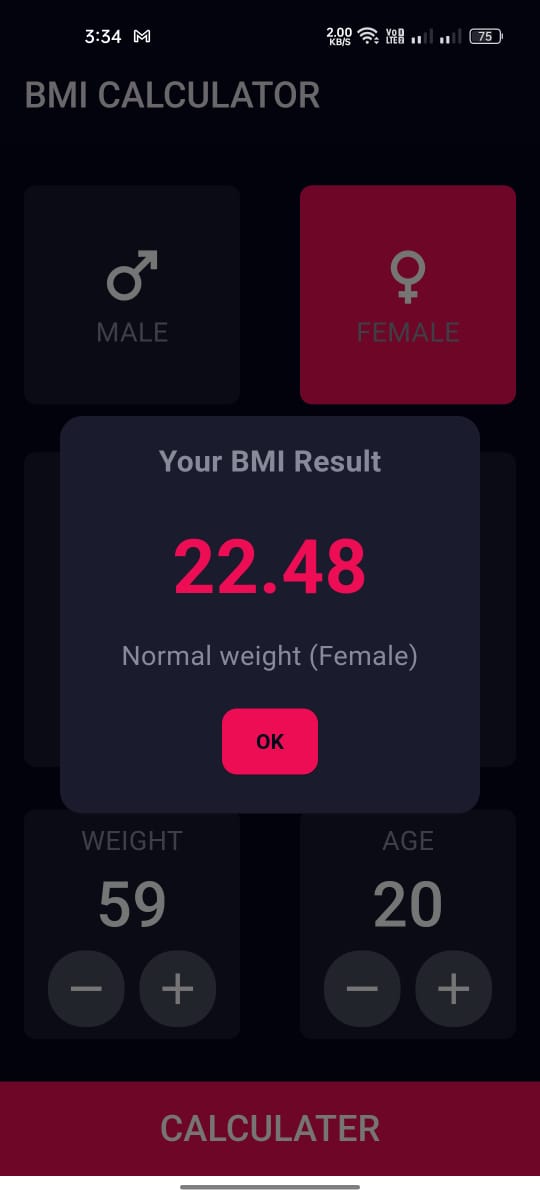 3:34 2.00 KB/S Vo LTE 75
BMI CALCULATOR
MALE FEMALE
Your BMI Result
22.48
Normal weight (Female)
OK
WEIGHT AGE
59 20
CALCULATER